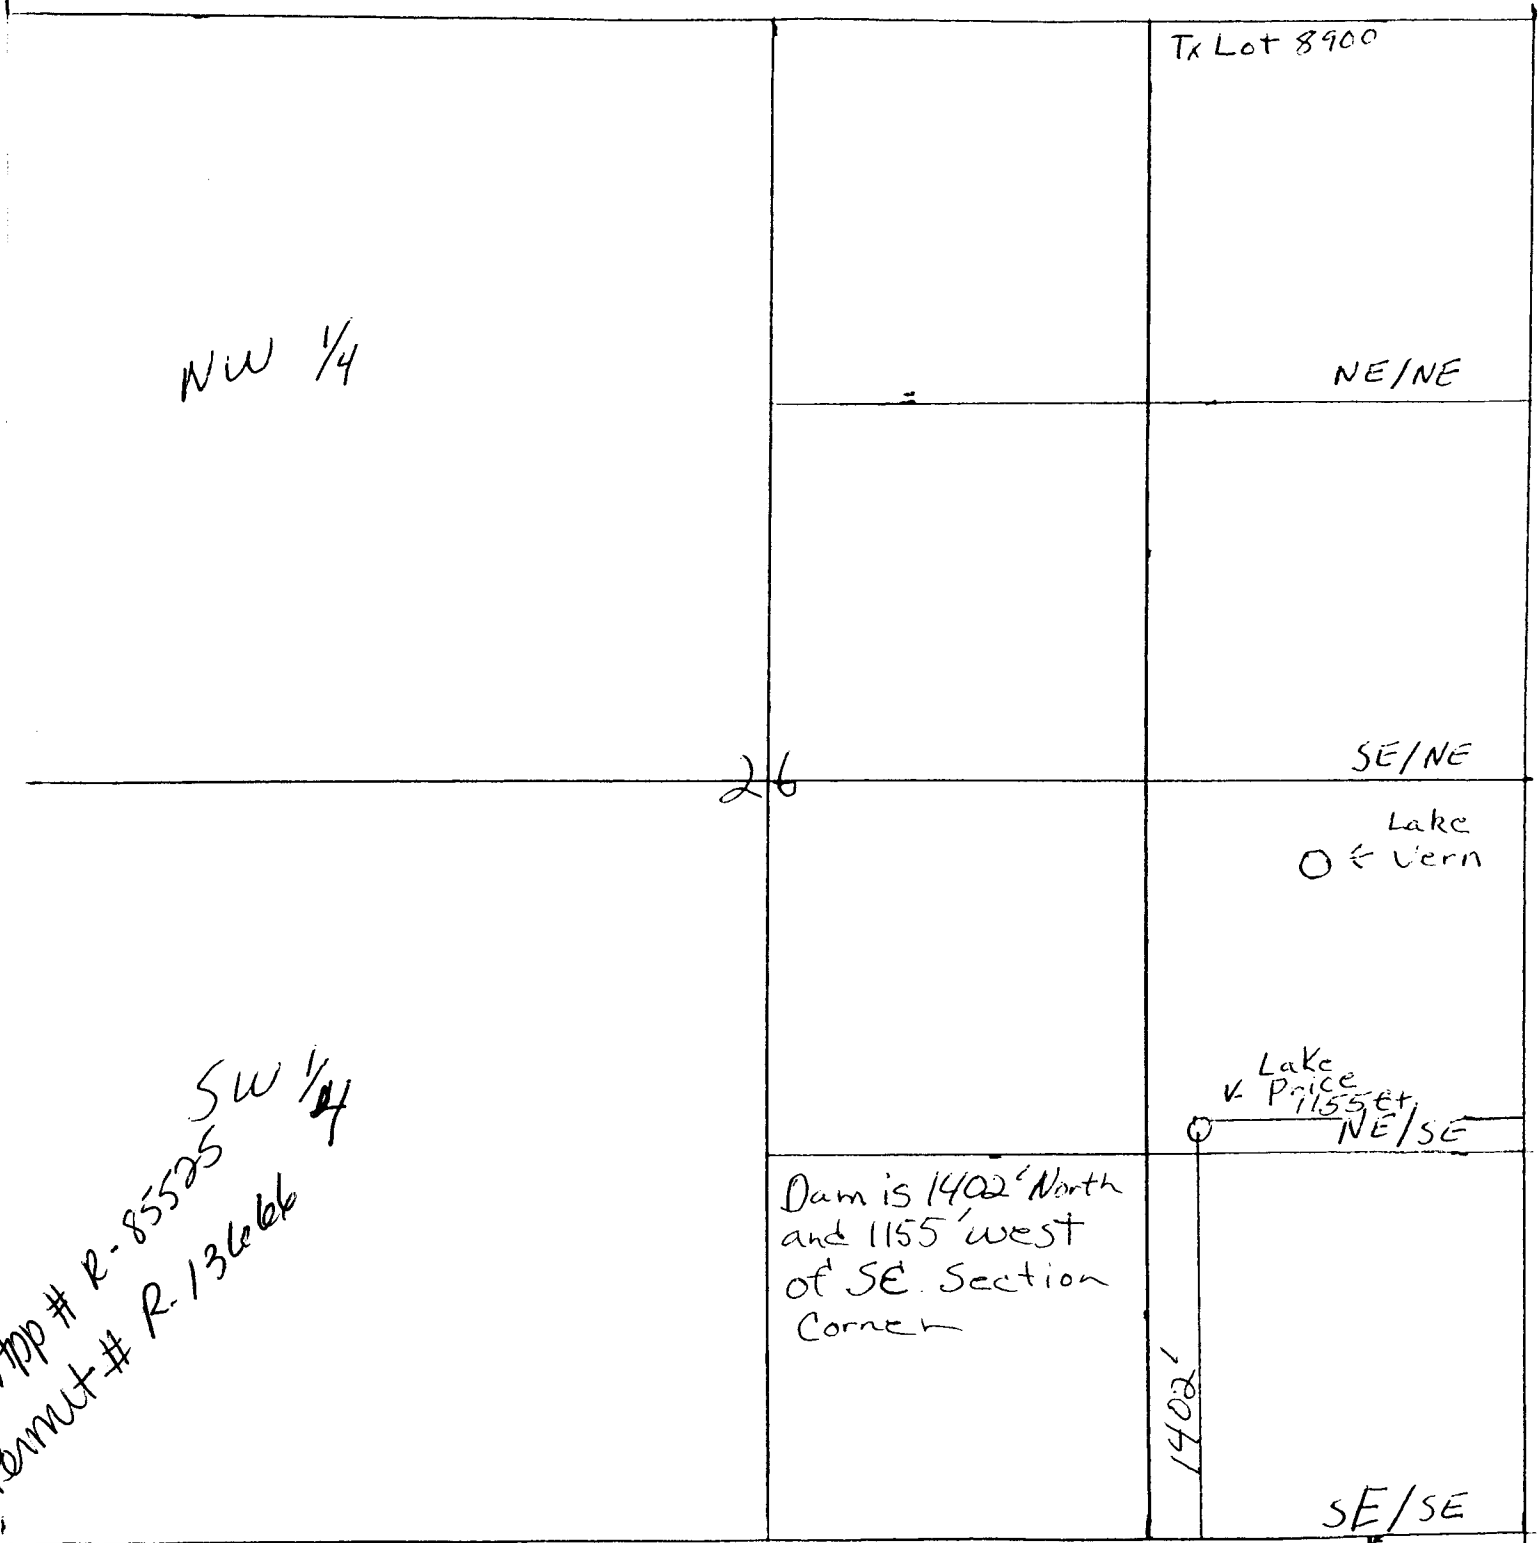 Tx Lot 8900
NW 1/4
NE/NE
26
SE/NE
Lake
Vern
SW 1/4
Lake
Price
1155 ft
NE/SE
App # R-85525
Permit # R-13666
Dam is 1402' North
and 1155' west
of SE. Section
Corner
1402'
SE/SE